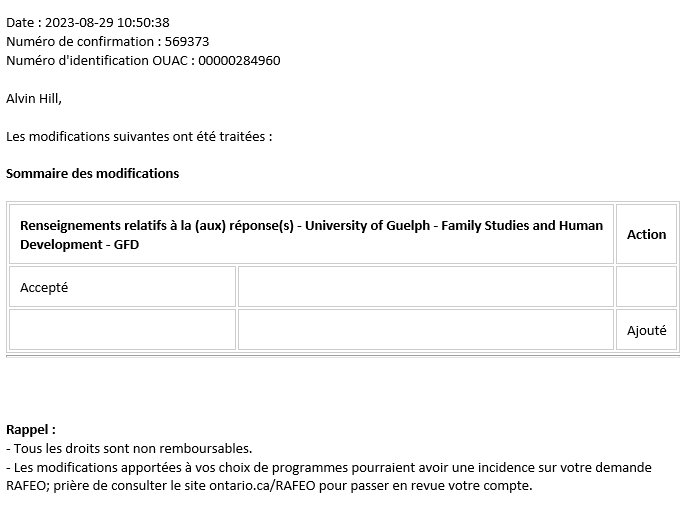 Date : 2023-08-29 10:50:38
Numéro de confirmation : 569373
Numéro d'identification OUAC : 00000284960
Alvin Hill,
Les modifications suivantes ont été traitées :
Sommaire des modifications
Renseignements relatifs à la (aux) réponse(s) - University of Guelph - Family Studies and Human
Development - GFD
Action
Accepté
Ajouté
Rappel :
- Tous les droits sont non remboursables.
- Les modifications apportées à vos choix de programmes pourraient avoir une incidence sur votre demande
RAFEO; prière de consulter le site ontario.ca/RAFEO pour passer en revue votre compte.